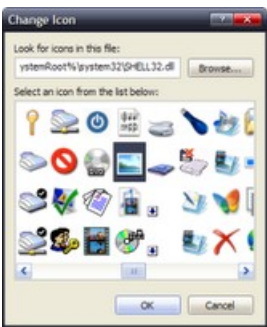 Change Icon
Look for icons in this file:
ystemRoot%\system32\SHELL32.dll
Browse...
Select an icon from the list below:
OK
Cancel